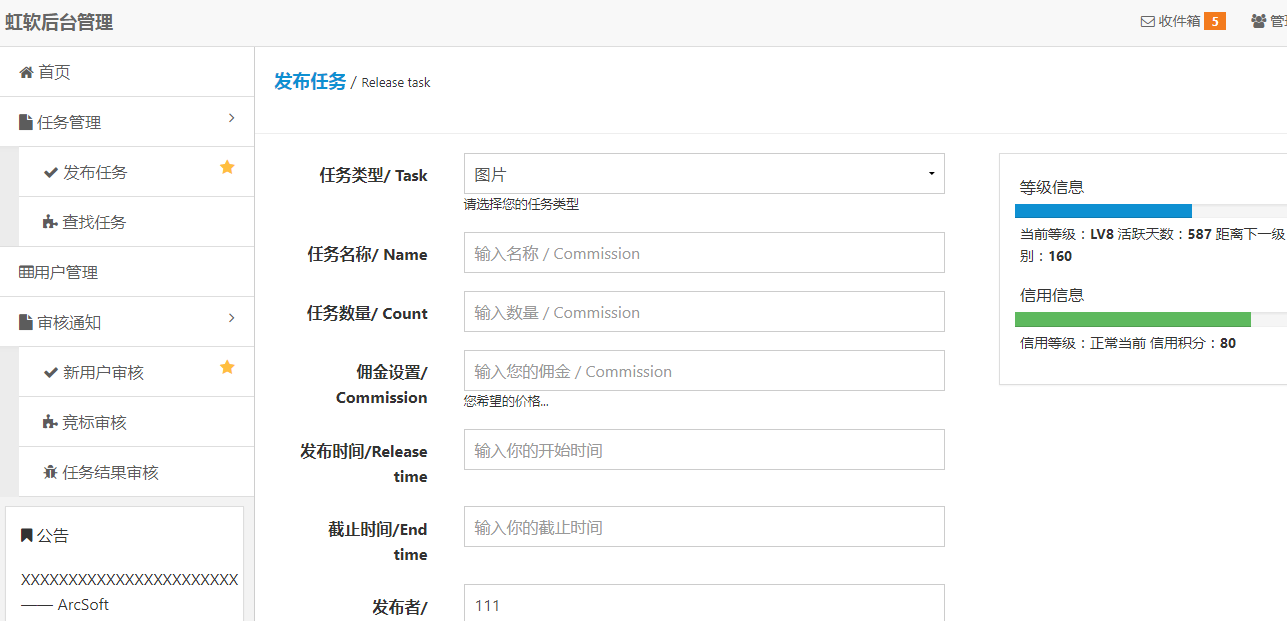 虹软后台管理
收件箱 5
首页
任务管理
发布任务
查找任务
用户管理
审核通知
新用户审核
竞标审核
任务结果审核
公告
XXXXXXXXXXXXXXXXXXXXXXX
—— ArcSoft
发布任务 / Release task
任务类型/ Task
图片
请选择您的任务类型
任务名称/ Name
输入名称 / Commission
任务数量/ Count
输入数量 / Commission
佣金设置/
Commission
输入您的佣金 / Commission
您希望的价格...
发布时间/Release
time
输入你的开始时间
截止时间/End
time
输入你的截止时间
发布者/
111
等级信息
当前等级：LV8 活跃天数：587 距离下一级
别：160
信用信息
信用等级：正常当前 信用积分：80